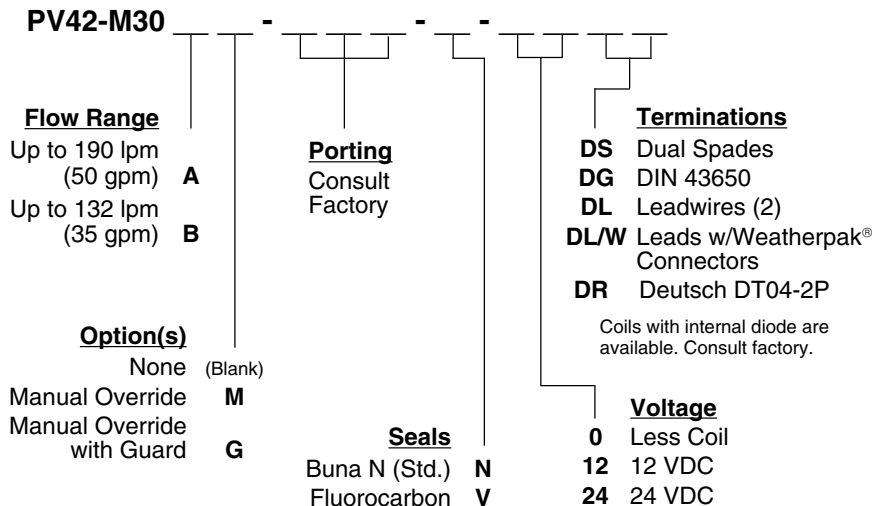 PV42-M30 __ __ - __ __ __ - __ - __ __ __ __
Flow Range
Up to 190 lpm
(50 gpm) A
Up to 132 lpm
(35 gpm) B
Option(s)
None (Blank)
Manual Override M
Manual Override
with Guard G
Porting
Consult
Factory
Seals
Buna N (Std.) N
Fluorocarbon V
Terminations
DS Dual Spades
DG DIN 43650
DL Leadwires (2)
DL/W Leads w/Weatherpak®
Connectors
DR Deutsch DT04-2P
Coils with internal diode are
available. Consult factory.
Voltage
0 Less Coil
12 12 VDC
24 24 VDC